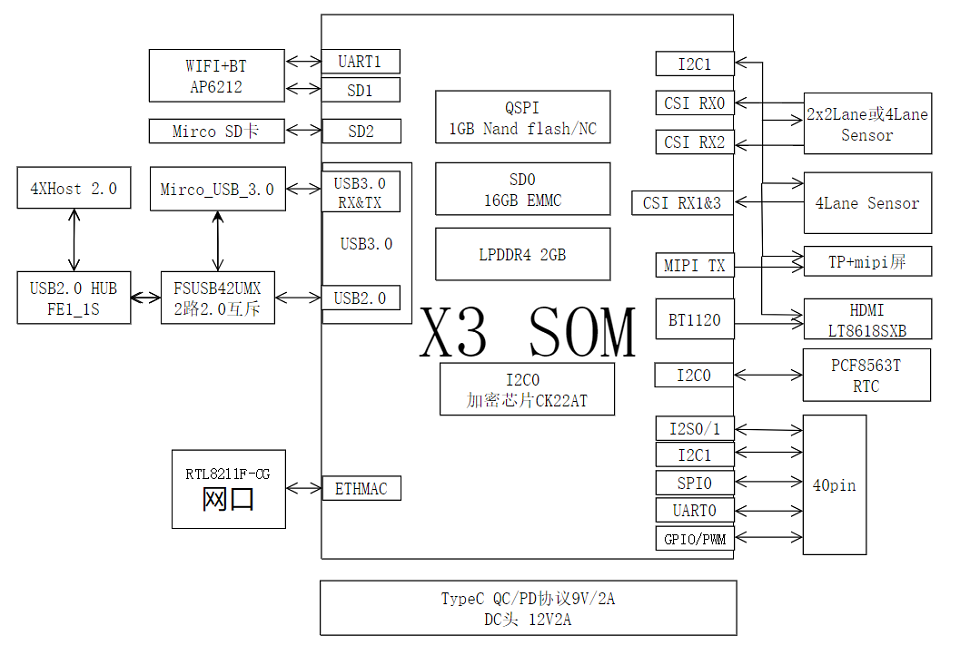 WIFI+BT
AP6212
UART1
SD1
Mirco SD卡
SD2
4XHost 2.0
Mirco_USB_3.0
USB3.0
RX&TX
USB3.0
USB2.0 HUB
FE1_1S
FSUSB42UMX
2路2.0互斥
USB2.0
RTL8211F-CG
网口
ETHMAC
QSPI
1GB Nand flash/NC
SD0
16GB EMMC
LPDDR4 2GB
X3 SOM
I2C0
加密芯片CK22AT
I2C1
CSI RX0
CSI RX2
2x2Lane或4Lane
Sensor
CSI RX1&3
4Lane Sensor
MIPI TX
TP+mipi屏
BT1120
HDMI
LT8618SXB
I2C0
PCF8563T
RTC
I2S0/1
I2C1
SPI0
UART0
GPIO/PWM
40pin
TypeC QC/PD协议9V/2A
DC头 12V2A